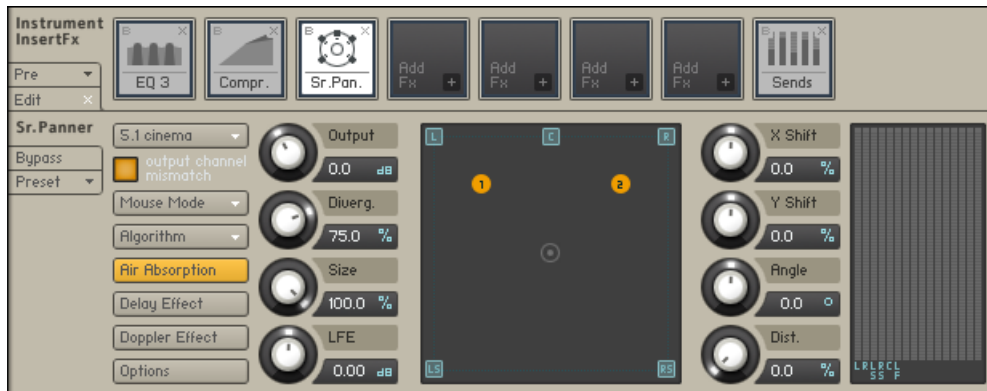 Instrument
InsertFx
Pre
Edit ×
B X
EQ 3
B X
Compr.
B X
Sr.Pan.
Add
Fx +
Add
Fx +
Add
Fx +
Add
Fx +
B X
Sends
Sr.Panner
Bypass
Preset
5.1 cinema
output channel
mismatch
Mouse Mode
Algorithm
Air Absorption
Delay Effect
Doppler Effect
Options
Output
0.0 dB
Diverg.
75.0 %
Size
100.0 %
LFE
0.00 dB
L C R
1 2
LS RS
X Shift
0.0 %
Y Shift
0.0 %
Angle
0.0 °
Dist.
0.0 %
LRLRCL
SS F